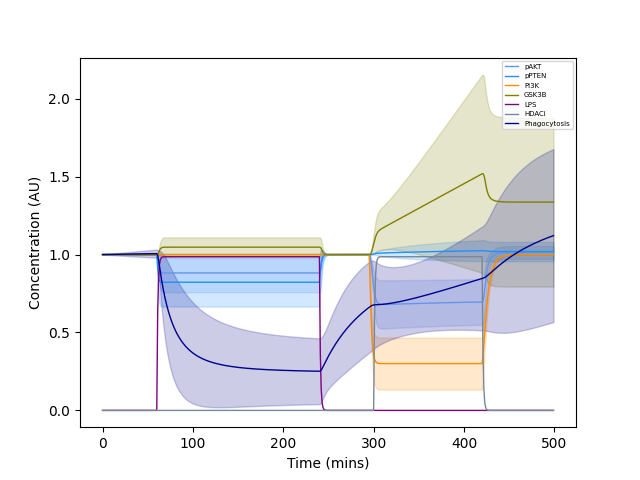 pAKT
pPTEN
PI3K
GSK3B
LPS
HDACi
Phagocytosis
Concentration (AU)
2.0
1.5
1.0
0.5
0.0
0
100
200
300
400
500
Time (mins)